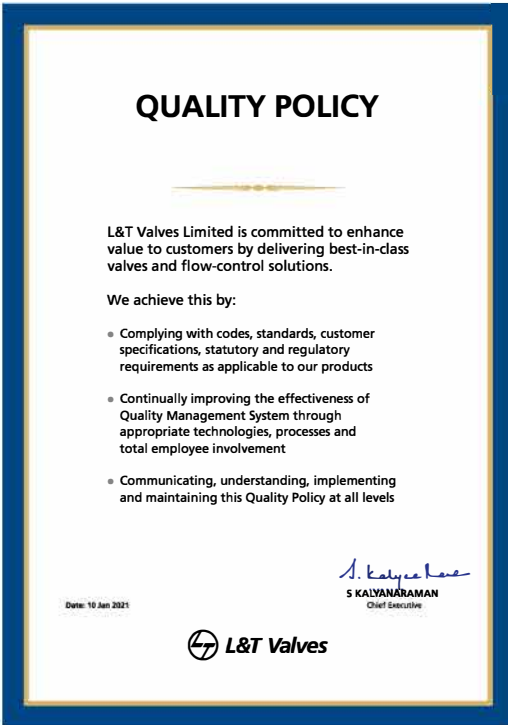 QUALITY POLICY
L&T Valves Limited is committed to enhance
value to customers by delivering best-in-class
valves and flow-control solutions.
We achieve this by:
• Complying with codes, standards, customer
specifications, statutory and regulatory
requirements as applicable to our products
• Continually improving the effectiveness of
Quality Management System through
appropriate technologies, processes and
total employee involvement
• Communicating, understanding, implementing
and maintaining this Quality Policy at all levels
S KALYANARAMAN
Date: 10 Jan 2021
Chief Executive
L&T Valves